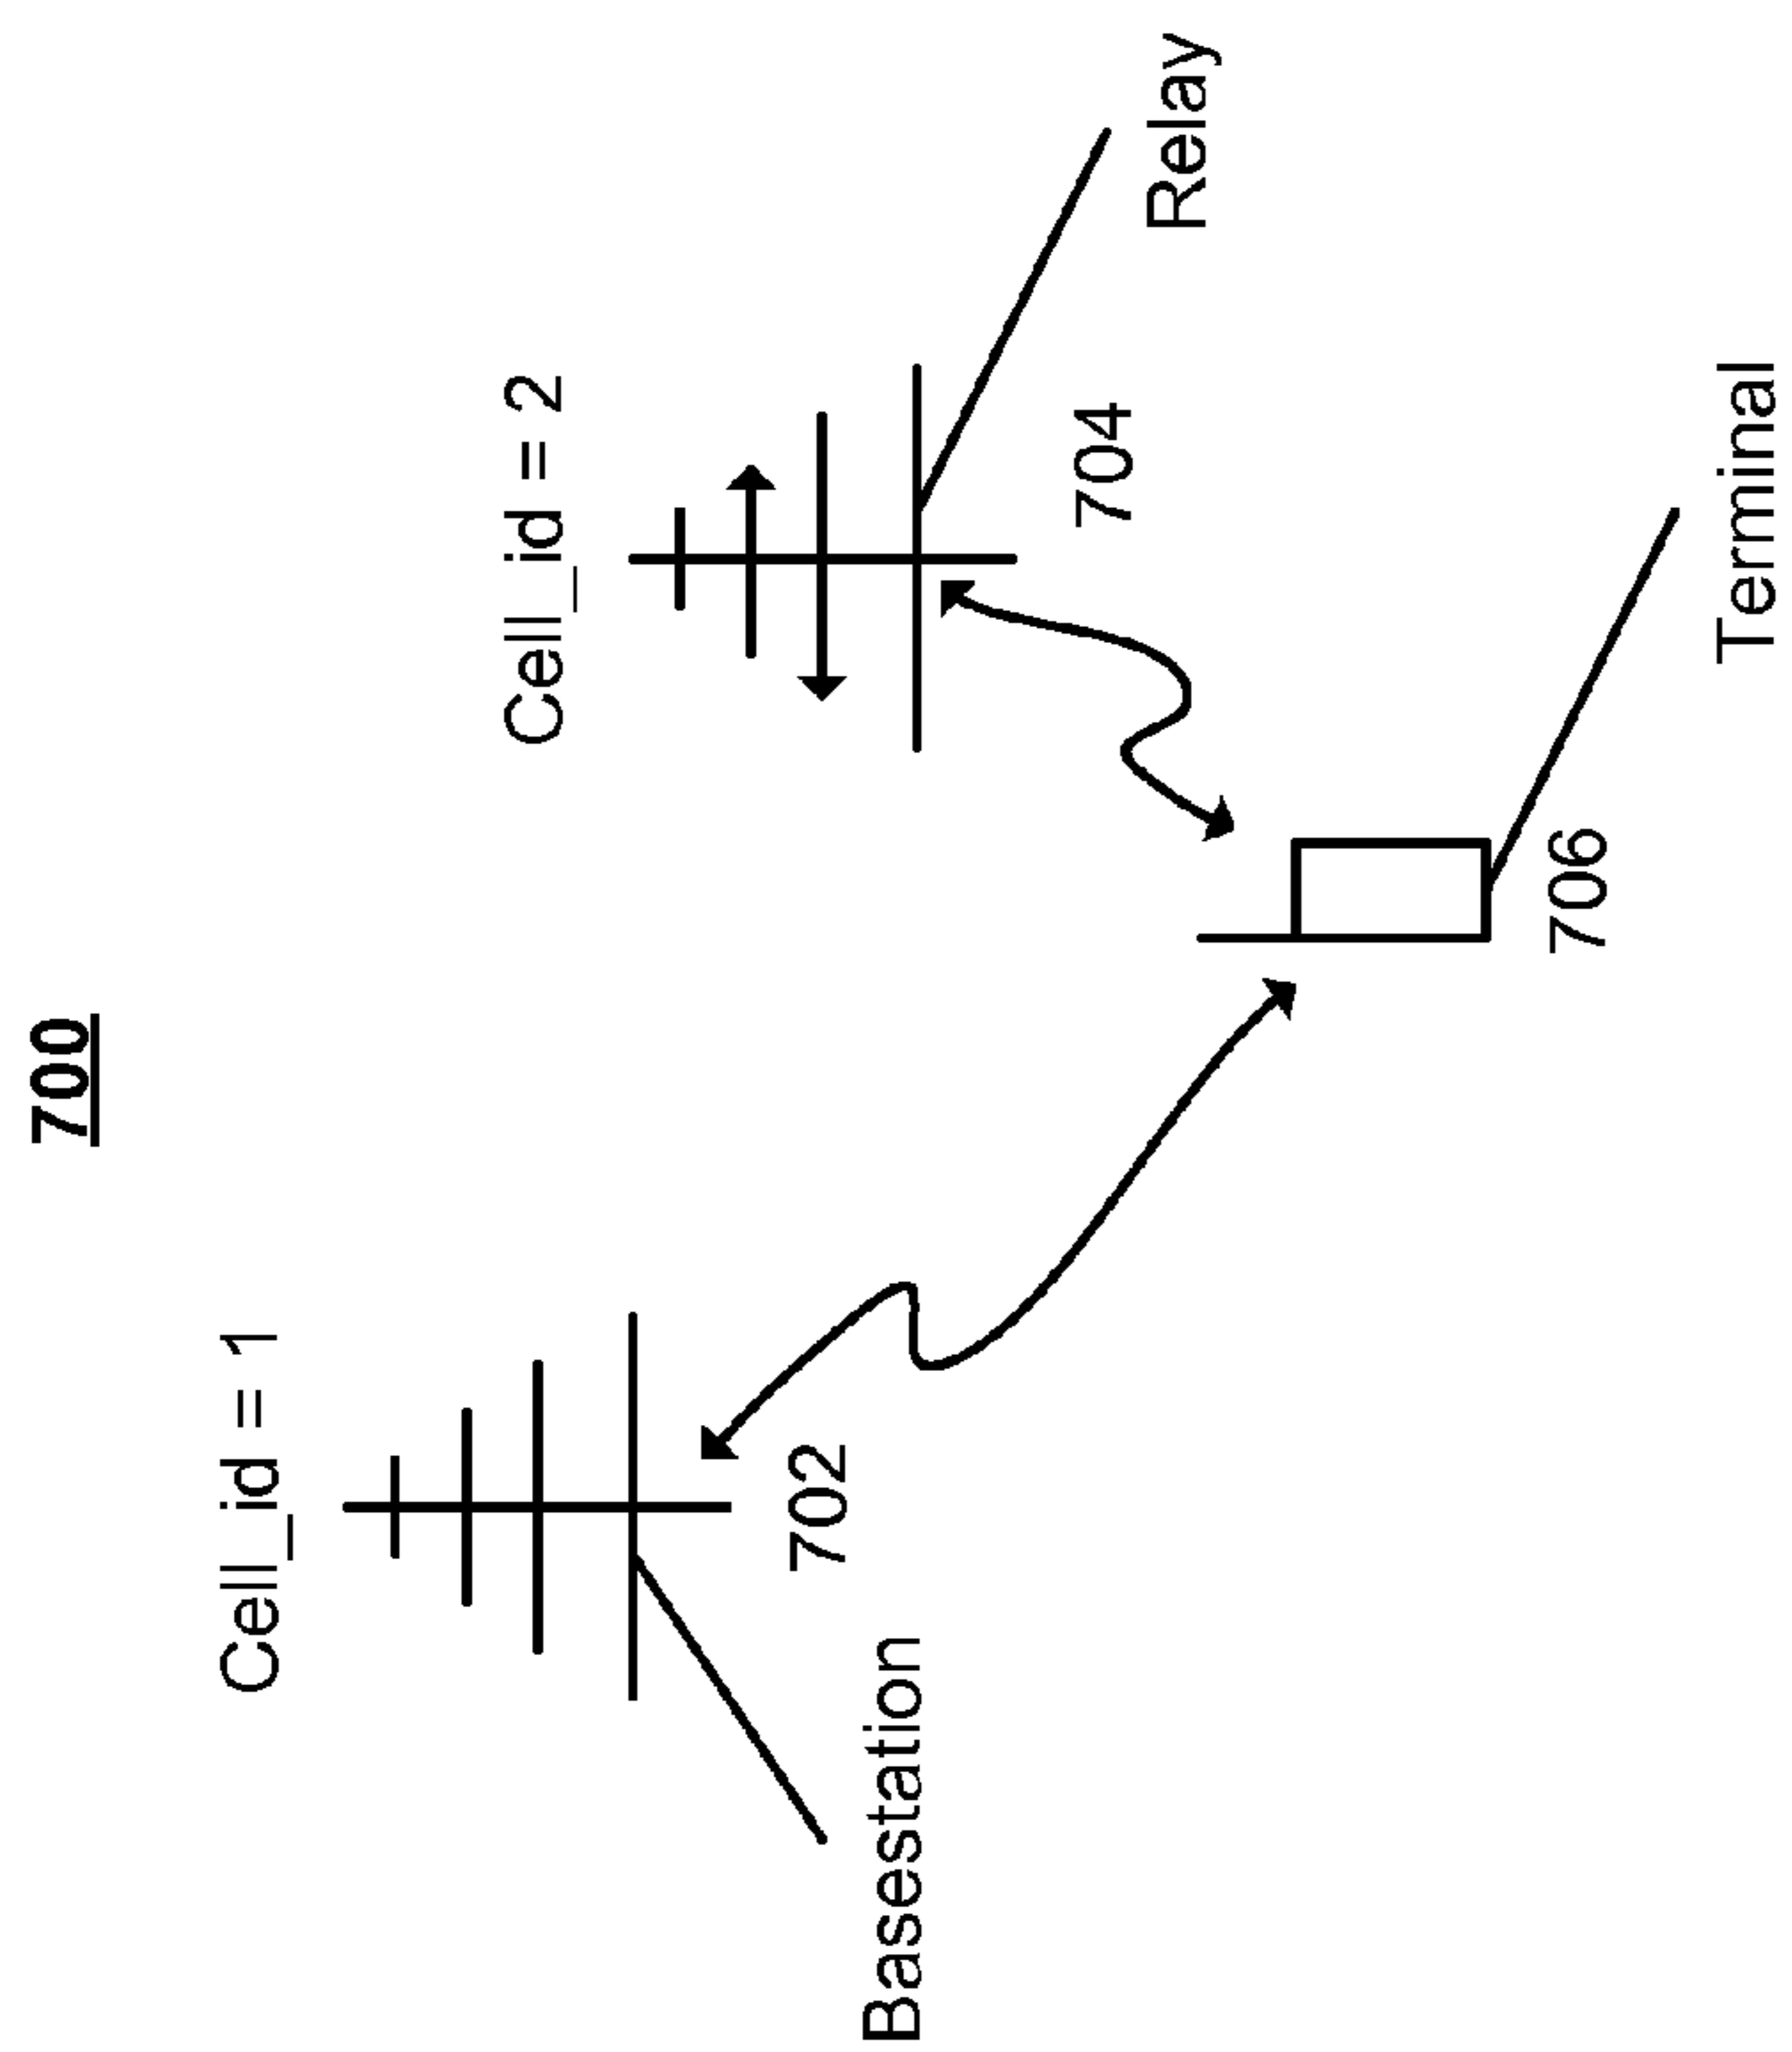 700
Cell_id = 1
Cell_id = 2
702
704
Basestation
Relay
706
Terminal